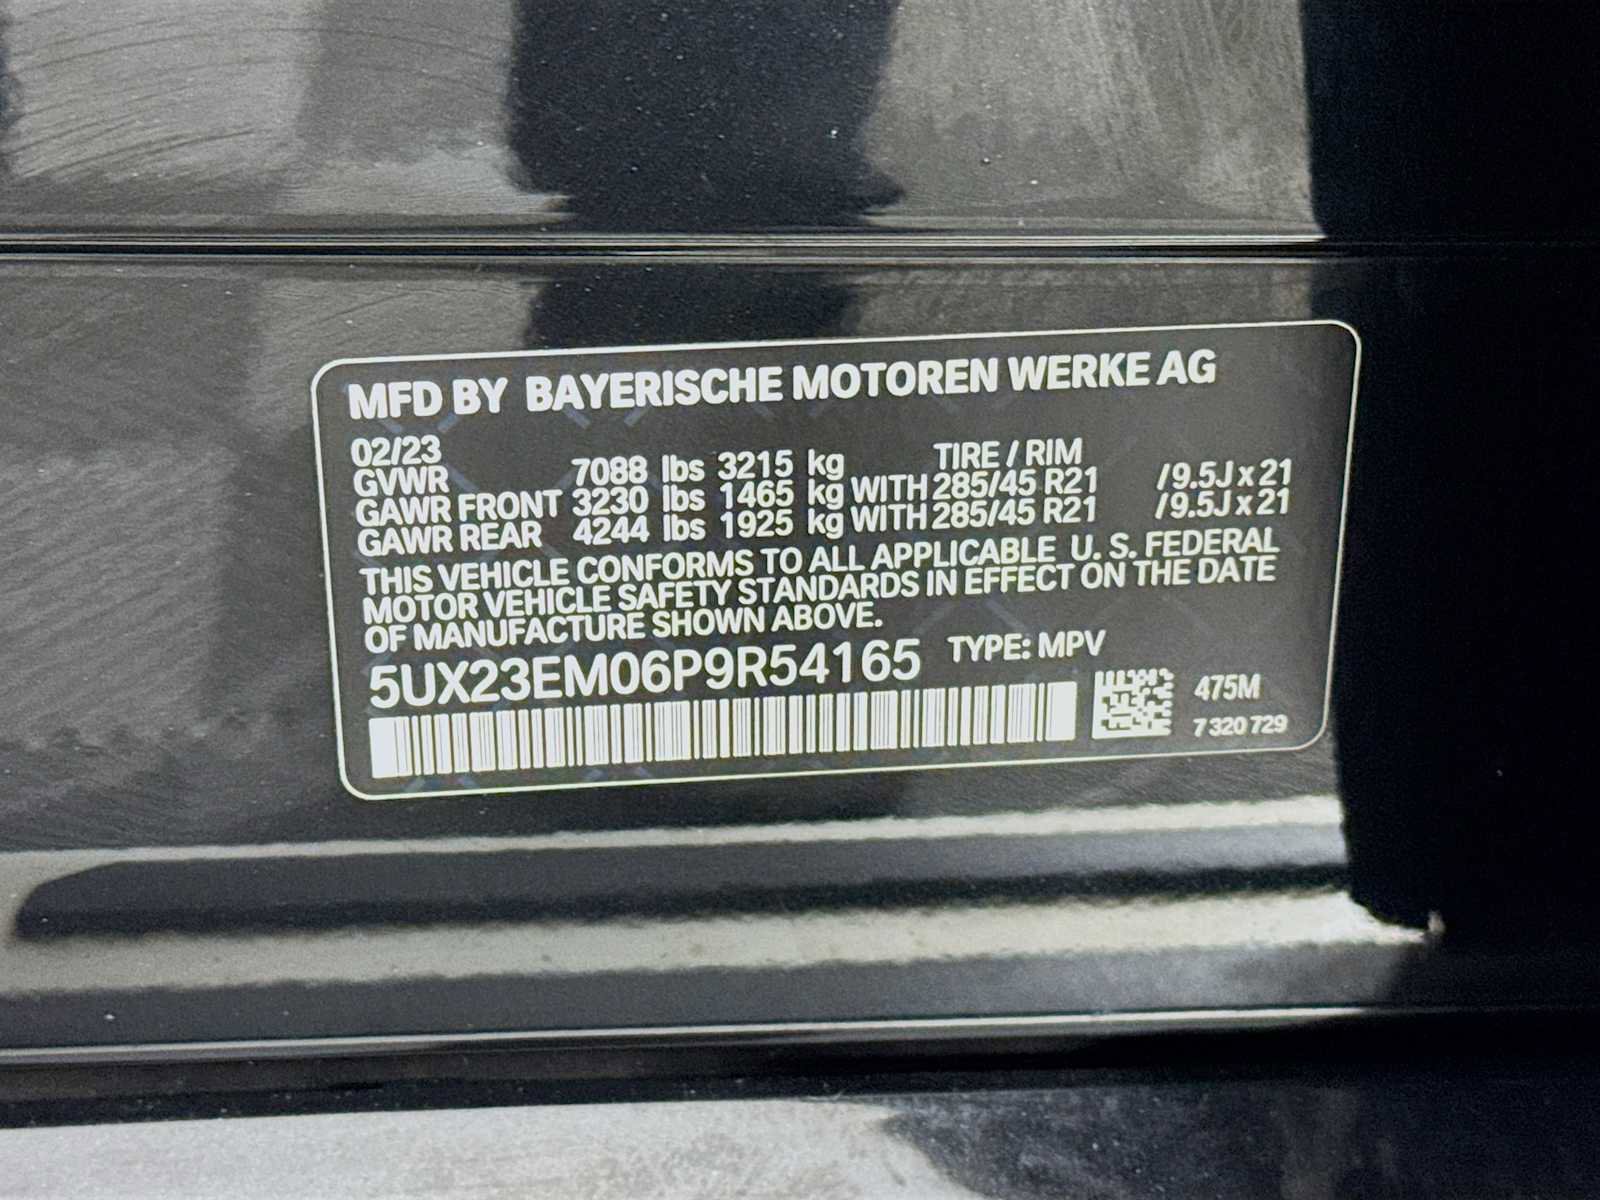 MFD BY BAYERISCHE MOTOREN WERKE AG
02/23 TIRE / RIM
GVWR 7088 lbs 3215 kg
GAWR FRONT 3230 lbs 1465 kg WITH 285/45 R21 /9.5J x 21
GAWR REAR 4244 lbs 1925 kg WITH 285/45 R21 /9.5J x 21
THIS VEHICLE CONFORMS TO ALL APPLICABLE U. S. FEDERAL
MOTOR VEHICLE SAFETY STANDARDS IN EFFECT ON THE DATE
OF MANUFACTURE SHOWN ABOVE.
5UX23EM06P9R54165 TYPE: MPV
475M
7 320 729